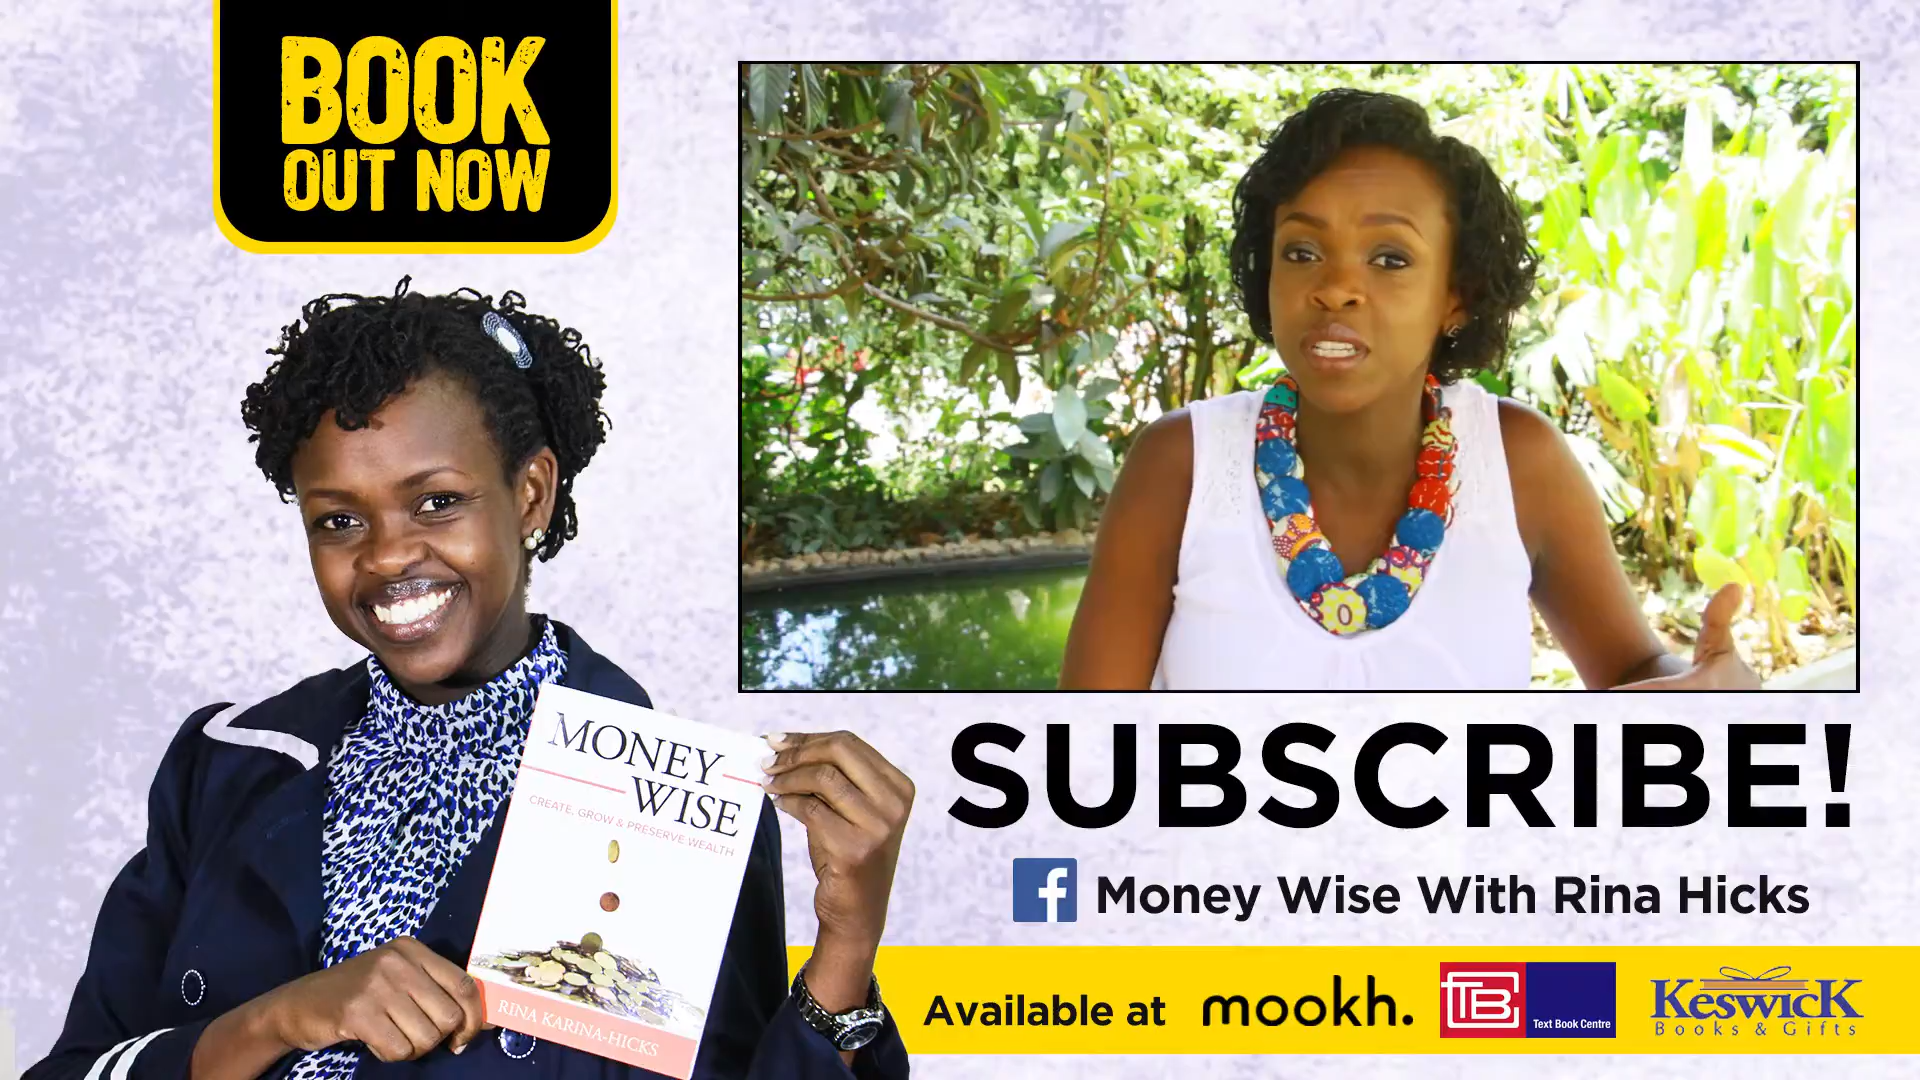 BOOK
OUT NOW
MONEY
WISE
CREATE, GROW & PRESERVE WEALTH
RINA KARINA-HICKS
SUBSCRIBE!
f Money Wise With Rina Hicks
Available at mookh. TBC Text Book Centre KESWICK
Books & Gifts